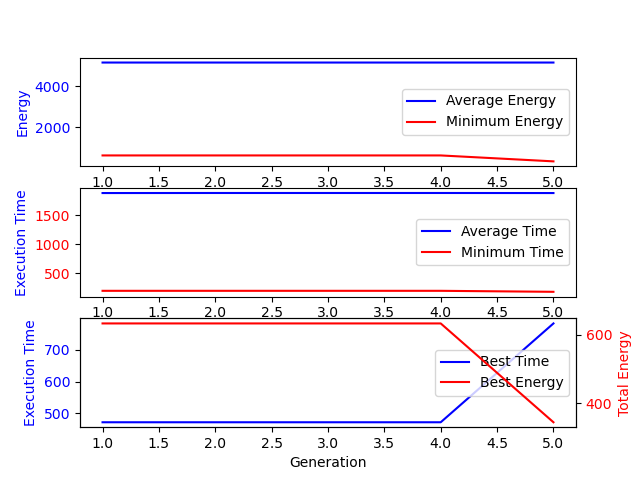 Energy
4000
2000
Average Energy
Minimum Energy
1.0 1.5 2.0 2.5 3.0 3.5 4.0 4.5 5.0
Execution Time
1500
1000
500
Average Time
Minimum Time
1.0 1.5 2.0 2.5 3.0 3.5 4.0 4.5 5.0
Execution Time
700
600
500
Best Time
Best Energy
600
400
Total Energy
1.0 1.5 2.0 2.5 3.0 3.5 4.0 4.5 5.0
Generation